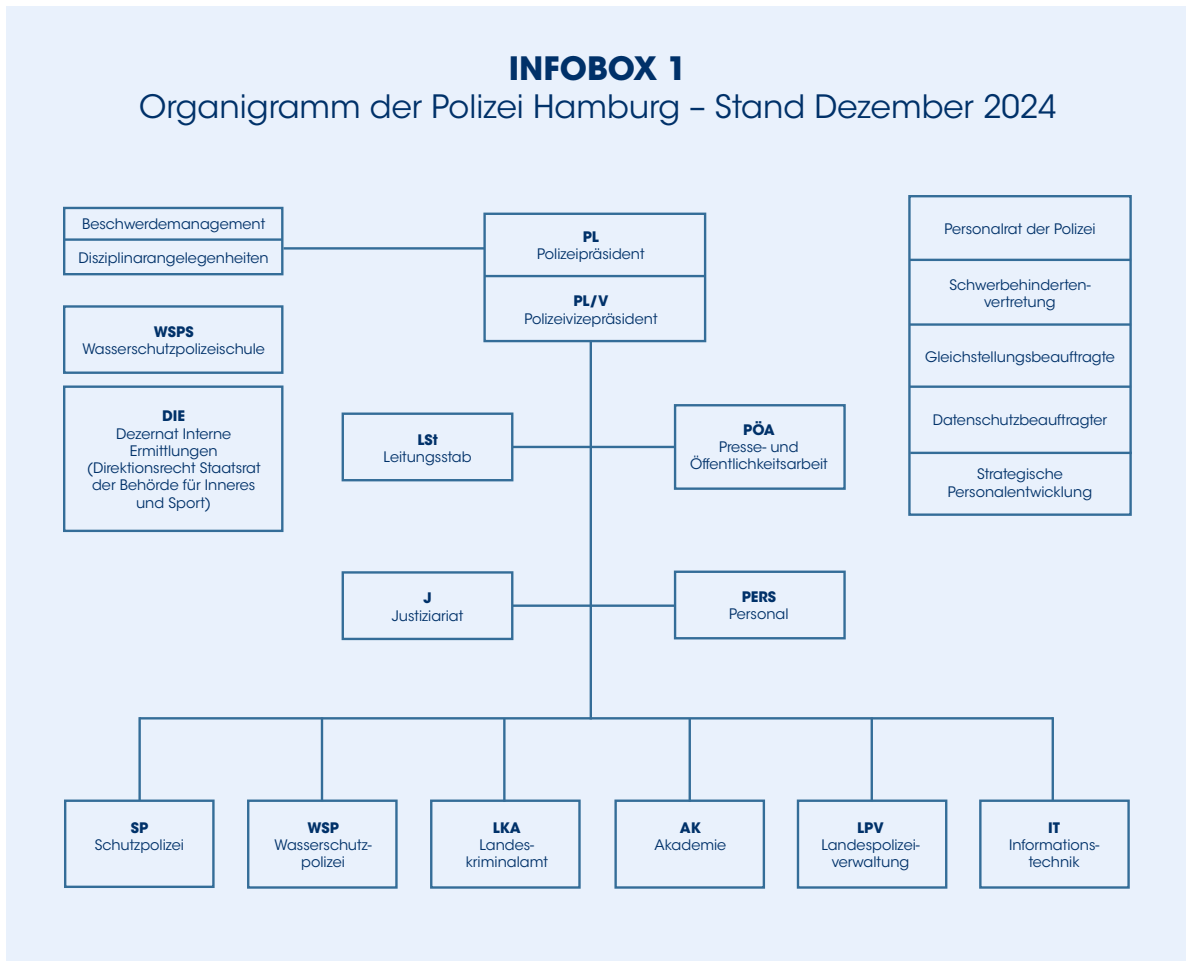 INFOBOX 1
Organigramm der Polizei Hamburg – Stand Dezember 2024
Beschwerdemanagement
Disziplinarangelegenheiten
PL
Polizeipräsident
PL/V
Polizeivizepräsident
Personalrat der Polizei
Schwerbehinderten-
vertretung
Gleichstellungsbeauftragte
Datenschutzbeauftragter
Strategische
Personalentwicklung
WSPS
Wasserschutzpolizeischule
DIE
Dezernat Interne
Ermittlungen
(Direktionsrecht Staatsrat
der Behörde für Inneres
und Sport)
LSt
Leitungsstab
PÖA
Presse- und
Öffentlichkeitsarbeit
J
Justiziariat
PERS
Personal
SP
Schutzpolizei
WSP
Wasserschutz-
polizei
LKA
Landes-
kriminalamt
AK
Akademie
LPV
Landespolizei-
verwaltung
IT
Informations-
technik